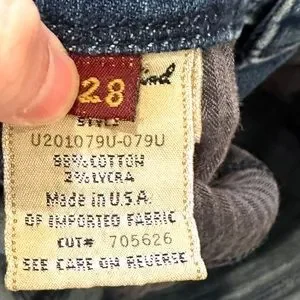 28
STYLE
U201079U-079U
98% COTTON
2% LYCRA
Made in U.S.A.
OF IMPORTED FABRIC
CUT# 705626
SEE CARE ON REVERSE